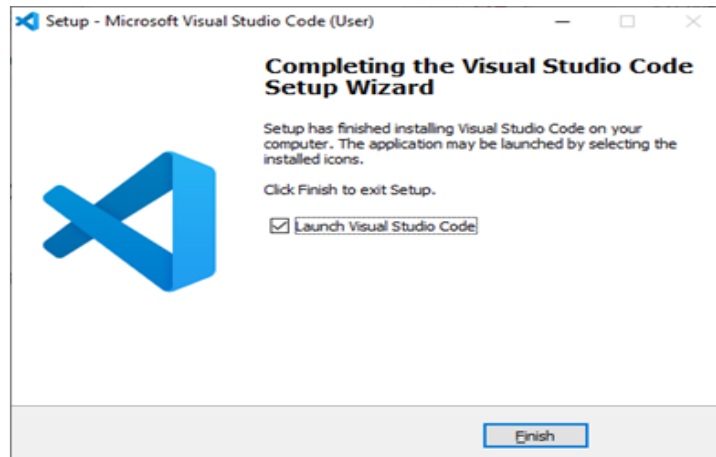 Setup - Microsoft Visual Studio Code (User)
Completing the Visual Studio Code
Setup Wizard
Setup has finished installing Visual Studio Code on your
computer. The application may be launched by selecting the
installed icons.
Click Finish to exit Setup.
Launch Visual Studio Code
Finish